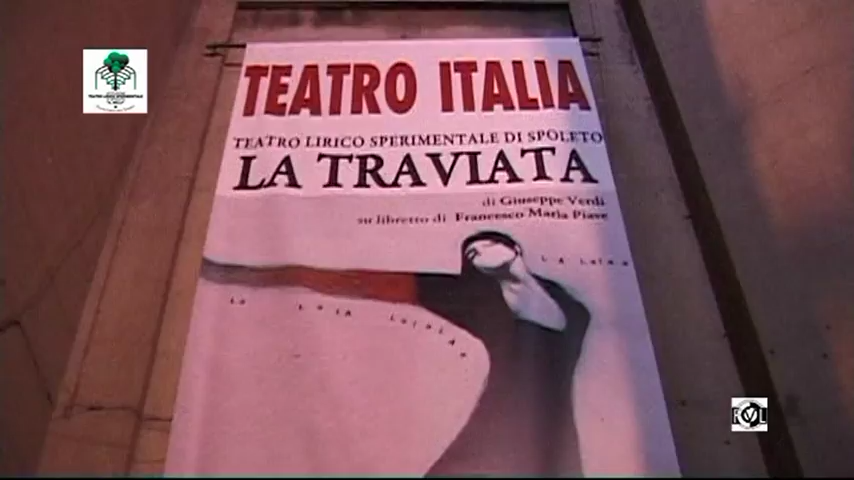 TEATRO ITALIA
TEATRO LIRICO SPERIMENTALE DI SPOLETO
LA TRAVIATA
di Giuseppe Verdi
su libretto di Francesco Maria Piave